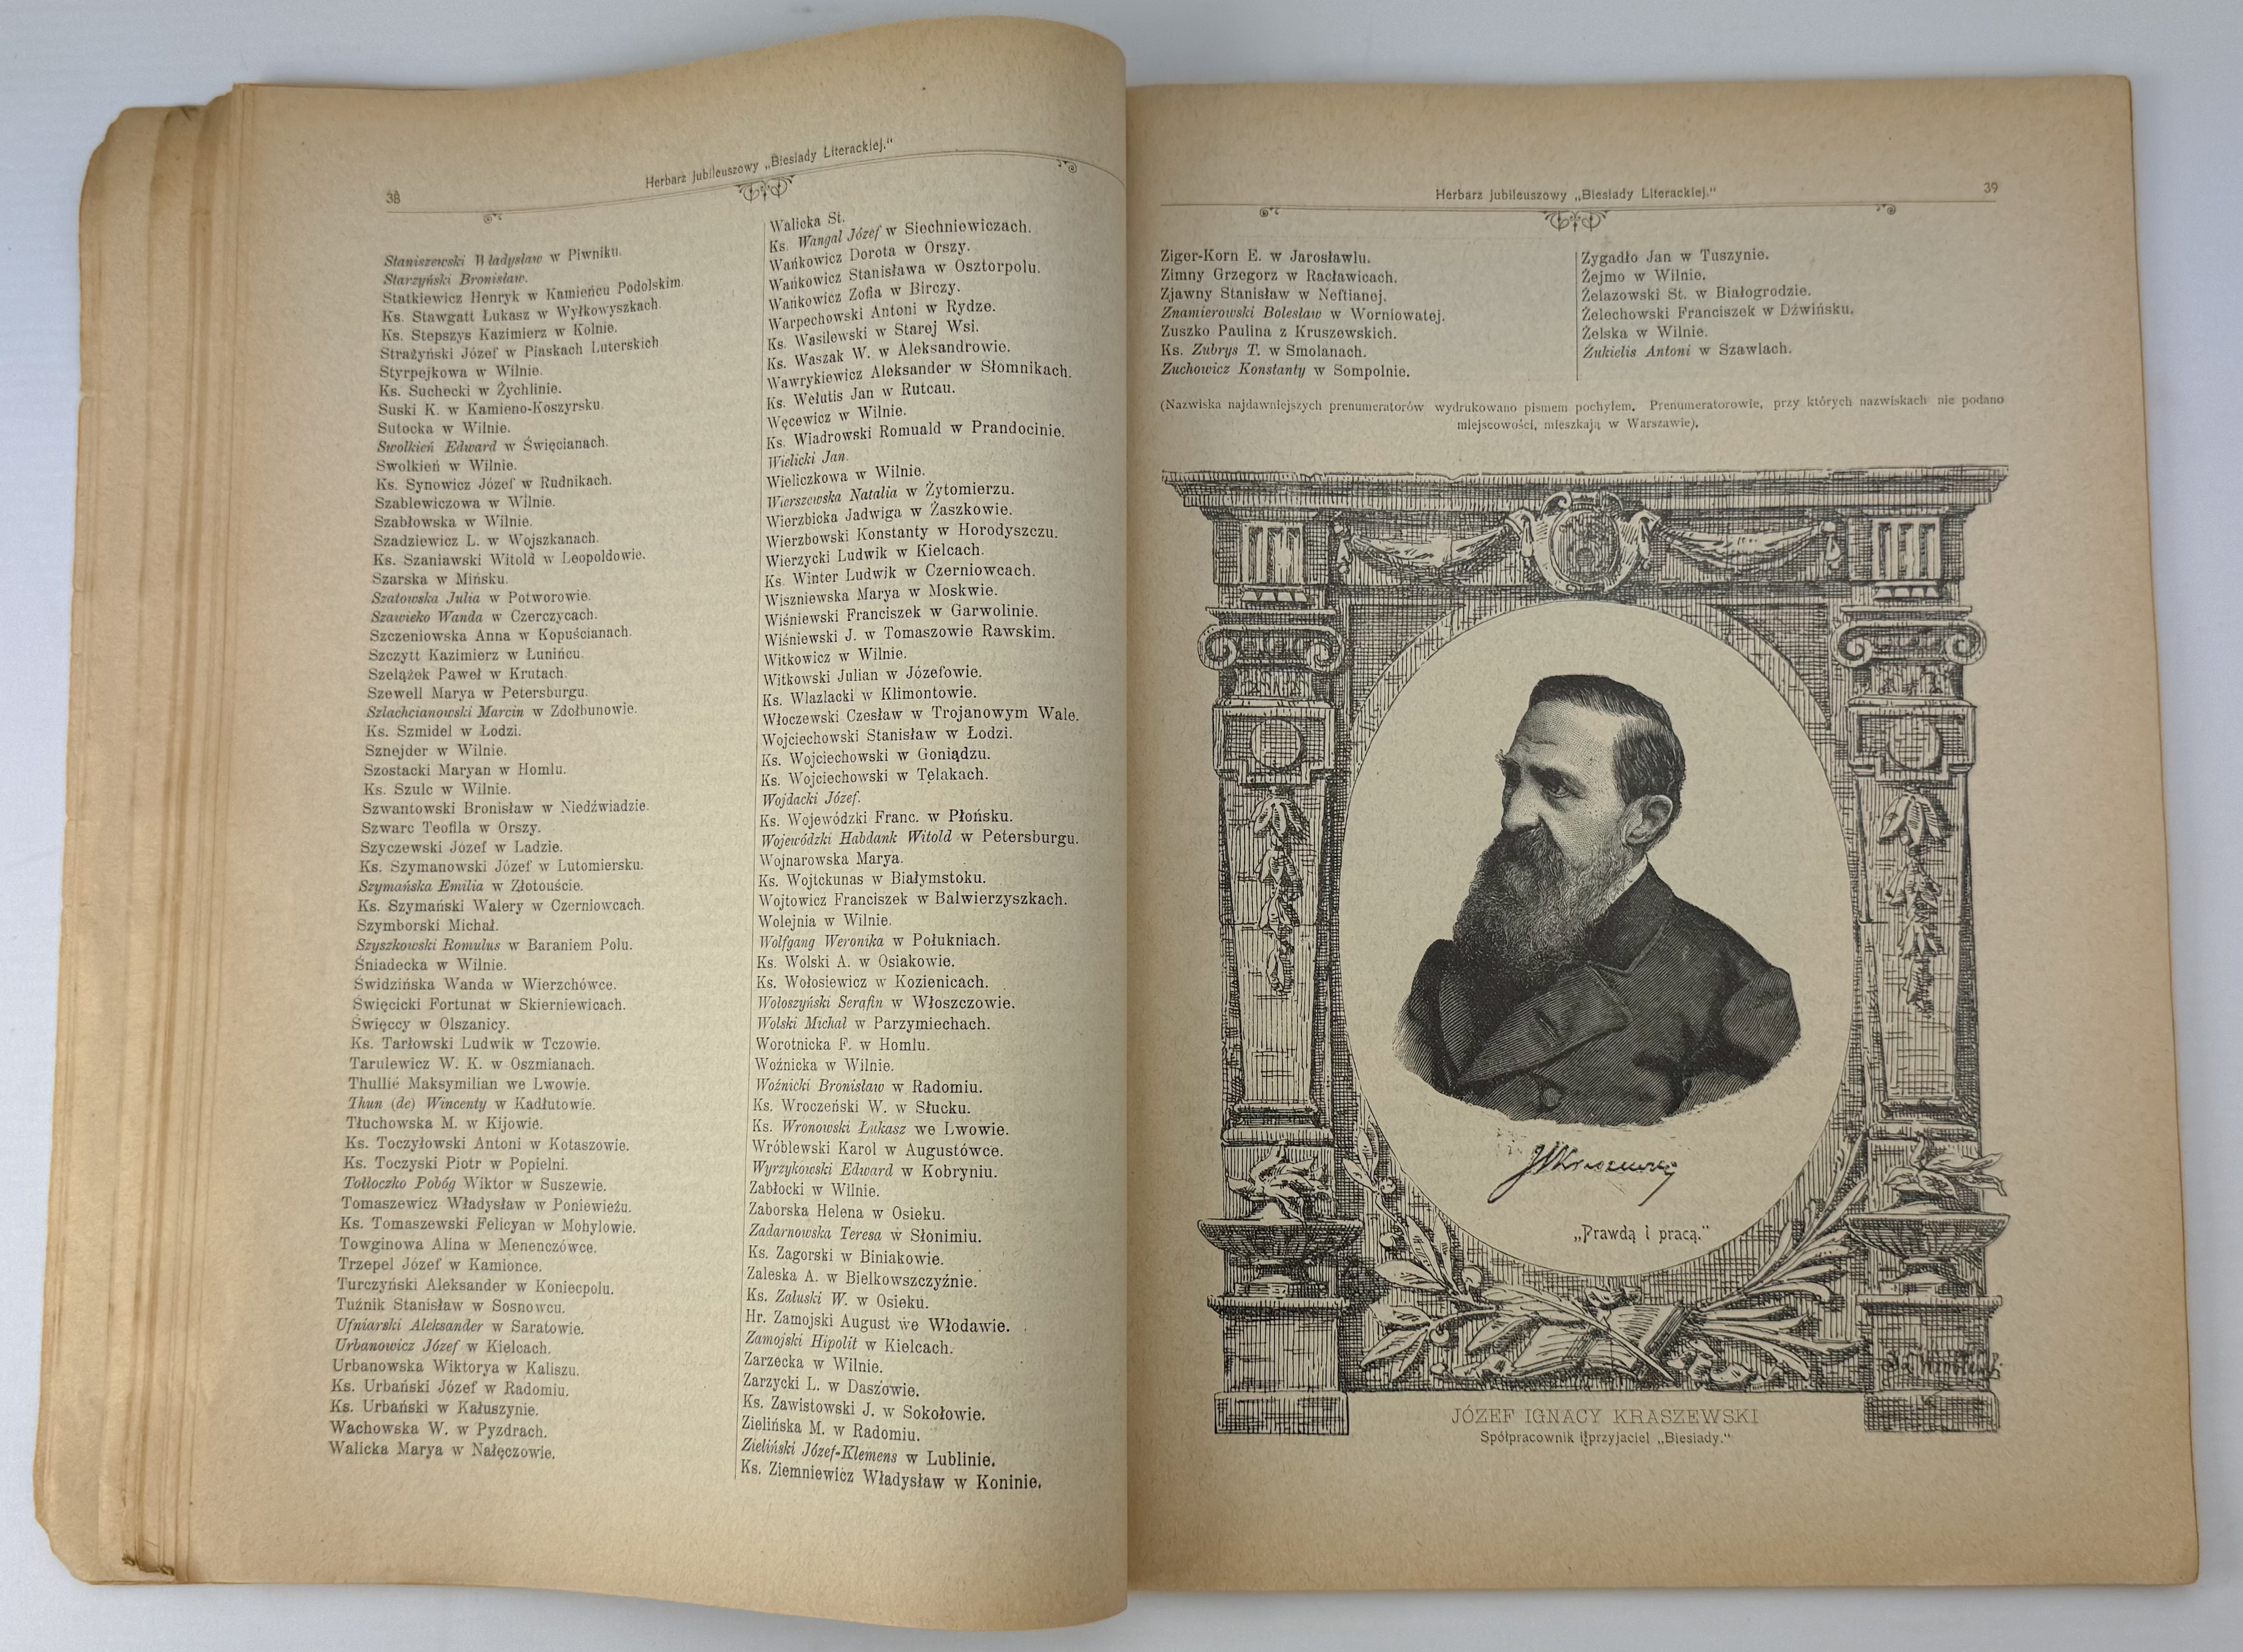 38
Herbarz jubileuszowy „Biesiady Literackiej."
Staniszewski Władysław w Piwniku.
Starzyński Bronisław.
Statkiewicz Henryk w Kamieńcu Podolskim.
Ks. Stawgatt Łukasz w Wyłkowyszkach.
Ks. Stepszys Kazimierz w Kolnie.
Strażyński Józef w Piaskach Luterskich
Styrpejkowa w Wilnie.
Ks. Suchecki w Żychlinie.
Suski K. w Kamieno-Koszyrsku.
Sutocka w Wilnie.
Swolkień Edward w Święcianach.
Swolkień w Wilnie.
Ks. Synowicz Józef w Rudnikach.
Szablewiczowa w Wilnie.
Szabłowska w Wilnie.
Szadziewicz L. w Wojszkanach.
Ks. Szaniawski Witold w Leopoldowie.
Szarska w Mińsku.
Szatowska Julia w Potworowie.
Szawieko Wanda w Czerczycach.
Szczeniowska Anna w Kopuścianach.
Szczytt Kazimierz w Łunińcu.
Szelążek Paweł w Krutach.
Szewell Marya w Petersburgu.
Szlachcianowski Marcin w Zdołbunowie.
Ks. Szmidel w Łodzi.
Sznejder w Wilnie.
Szostacki Maryan w Homlu.
Ks. Szulc w Wilnie.
Szwantowski Bronisław w Niedźwiadzie.
Szwarc Teofila w Orszy.
Szyczewski Józef w Ladzie.
Ks. Szymanowski Józef w Lutomiersku.
Szymańska Emilia w Złotouście.
Ks. Szymański Walery w Czerniowcach.
Szymborski Michał.
Szyszkowski Romulus w Baraniem Polu.
Śniadecka w Wilnie.
Świdzińska Wanda w Wierzchówce.
Święcicki Fortunat w Skierniewicach.
Święccy w Olszanicy.
Ks. Tarłowski Ludwik w Tczowie.
Tarulewicz W. K. w Oszmianach.
Thullié Maksymilian we Lwowie.
Thun (de) Wincenty w Kadłutowie.
Tłuchowska M. w Kijowie.
Ks. Toczyłowski Antoni w Kotaszowie.
Ks. Toczyski Piotr w Popielni.
Tołłoczko Pobóg Wiktor w Suszewie.
Tomaszewicz Władysław w Poniewieżu.
Ks. Tomaszewski Felicyan w Mohylowie.
Towginowa Alina w Menenczówce.
Trzepel Józef w Kamionce.
Turczyński Aleksander w Koniecpolu.
Tuźnik Stanisław w Sosnowcu.
Ufniarski Aleksander w Saratowie.
Urbanowicz Józef w Kielcach.
Urbanowska Wiktorya w Kaliszu.
Ks. Urbański Józef w Radomiu.
Ks. Urbański w Kałuszynie.
Wachowska W. w Pyzdrach.
Walicka Marya w Nałęczowie.
Walicka St.
Ks. Wangal Józef w Siechniewiczach.
Wańkowicz Dorota w Orszy.
Wańkowicz Stanisława w Osztorpolu.
Wańkowicz Zofia w Birczy.
Warpechowski Antoni w Rydze.
Ks. Wasilewski w Starej Wsi.
Ks. Waszak W. w Aleksandrowie.
Wawrykiewicz Aleksander w Słomnikach.
Ks. Wełutis Jan w Rutcau.
Węcewicz w Wilnie.
Ks. Wiadrowski Romuald w Prandocinie.
Wielicki Jan.
Wieliczkowa w Wilnie.
Wierszewska Natalia w Żytomierzu.
Wierzbicka Jadwiga w Żaszkowie.
Wierzbowski Konstanty w Horodyszczu.
Wierzycki Ludwik w Kielcach.
Ks. Winter Ludwik w Czerniowcach.
Wiszniewska Marya w Moskwie.
Wiśniewski Franciszek w Garwolinie.
Wiśniewski J. w Tomaszowie Rawskim.
Witkowicz w Wilnie.
Witkowski Julian w Józefowie.
Ks. Wlazlacki w Klimontowie.
Włoczewski Czesław w Trojanowym Wale.
Wojciechowski Stanisław w Łodzi.
Ks. Wojciechowski w Goniądzu.
Ks. Wojciechowski w Tęlakach.
Wojdacki Józef.
Ks. Wojewódzki Franc. w Płońsku.
Wojewódzki Habdank Witold w Petersburgu.
Wojnarowska Marya.
Ks. Wojtckunas w Białymstoku.
Wojtowicz Franciszek w Balwierzyszkach.
Wolejnia w Wilnie.
Wolfgang Weronika w Połukniach.
Ks. Wolski A. w Osiakowie.
Ks. Wołosiewicz w Kozienicach.
Wołoszyński Serafin w Włoszczowie.
Wolski Michał w Parzymiechach.
Worotnicka F. w Homlu.
Woźnicka w Wilnie.
Woźnicki Bronisław w Radomiu.
Ks. Wroczeński W. w Słucku.
Ks. Wronowski Łukasz we Lwowie.
Wróblewski Karol w Augustówce.
Wyrzykowski Edward w Kobryniu.
Zabłocki w Wilnie.
Zaborska Helena w Osieku.
Zadarnowska Teresa w Słonimiu.
Ks. Zagorski w Biniakowie.
Zaleska A. w Bielkowszczyźnie.
Ks. Załuski W. w Osieku.
Hr. Zamojski August we Włodawie.
Zamojski Hipolit w Kielcach.
Zarzecka w Wilnie.
Zarzycki L. w Daszowie.
Ks. Zawistowski J. w Sokołowie.
Zielińska M. w Radomiu.
Zieliński Józef-Klemens w Lublinie.
Ks. Ziemniewicz Władysław w Koninie.
Herbarz jubileuszowy „Biesiady Literackiej."
39
Ziger-Korn E. w Jarosławiu.
Zimny Grzegorz w Racławicach.
Zjawny Stanisław w Neftianej.
Znamierowski Bolesław w Worniowatej.
Zuszko Paulina z Kruszewskich.
Ks. Zubrys T. w Smolanach.
Zuchowicz Konstanty w Sompolnie.
Zygadło Jan w Tuszynie.
Żejmo w Wilnie.
Żelazowski St. w Białogrodzie.
Żelechowski Franciszek w Dźwińsku.
Żelska w Wilnie.
Żukielis Antoni w Szawlach.
(Nazwiska najdawniejszych prenumeratorów wydrukowano pismem pochyłem. Prenumeratorowie, przy których nazwiskach nie podano
miejscowości, mieszkają w Warszawie).
JIKraszewski
„Prawdą i pracą."
JÓZEF IGNACY KRASZEWSKI
Spółpracownik i przyjaciel „Biesiady."